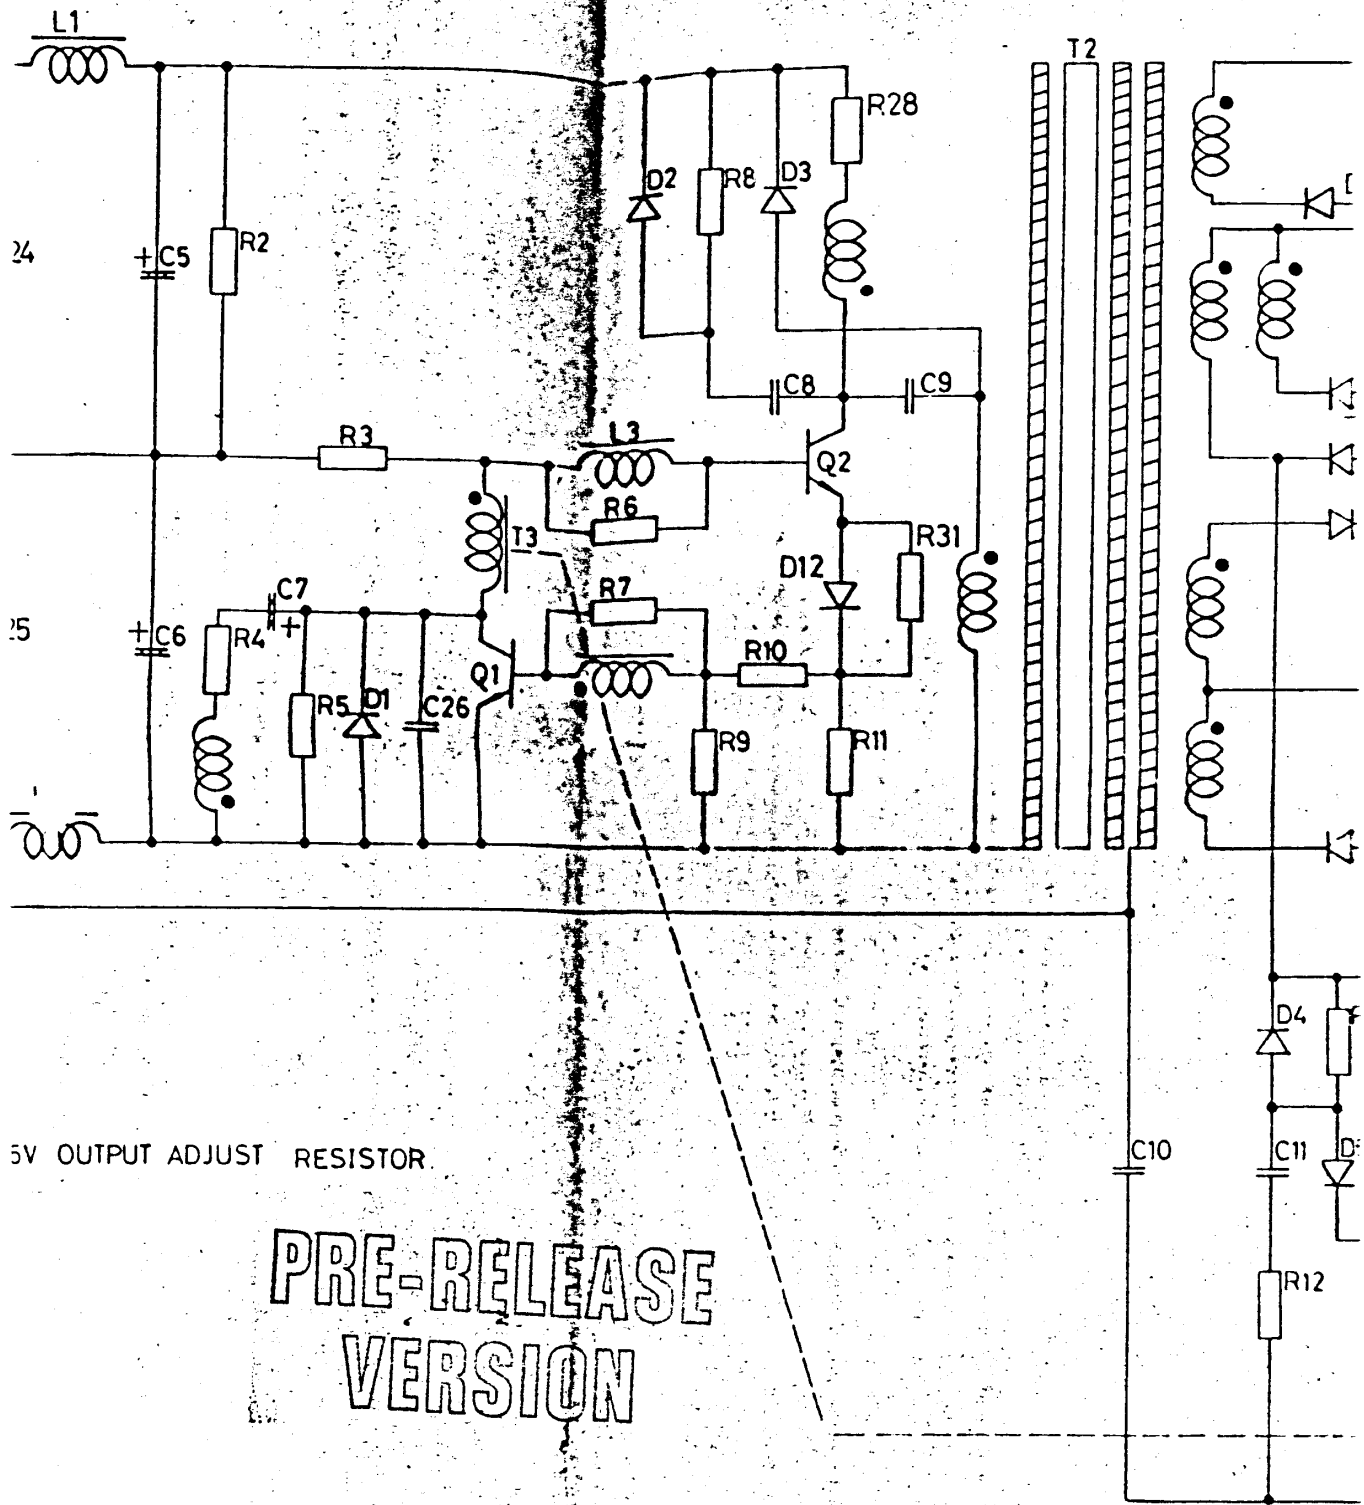 L1
T2
R28
D2
R8
D3
24
+C5
R2
C8
C9
R3
L3
Q2
R6
T3
R31
D12
C7
+
R7
25
+C6
R4
R10
Q1
R5
D1
C26
R9
R11
D4
5V OUTPUT ADJUST RESISTOR.
C10
C11
PRE-RELEASE
VERSION
R12